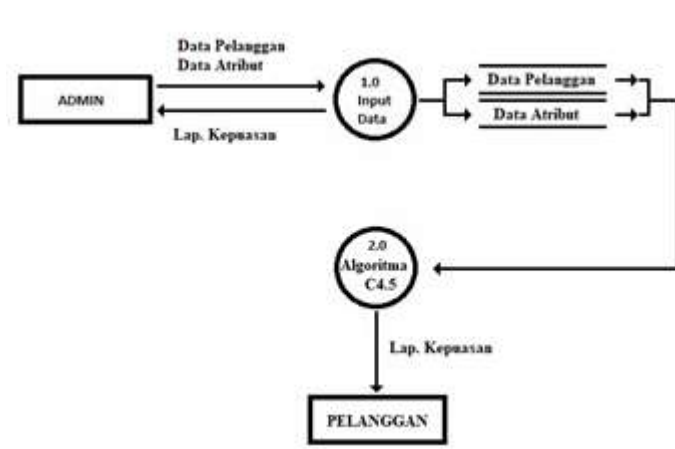 Data Pelanggan
Data Atribut
ADMIN
Lap. Kepuasan
1.0
Input
Data
Data Pelanggan
Data Atribut
2.0
Algoritma
C4.5
Lap. Kepuasan
PELANGGAN